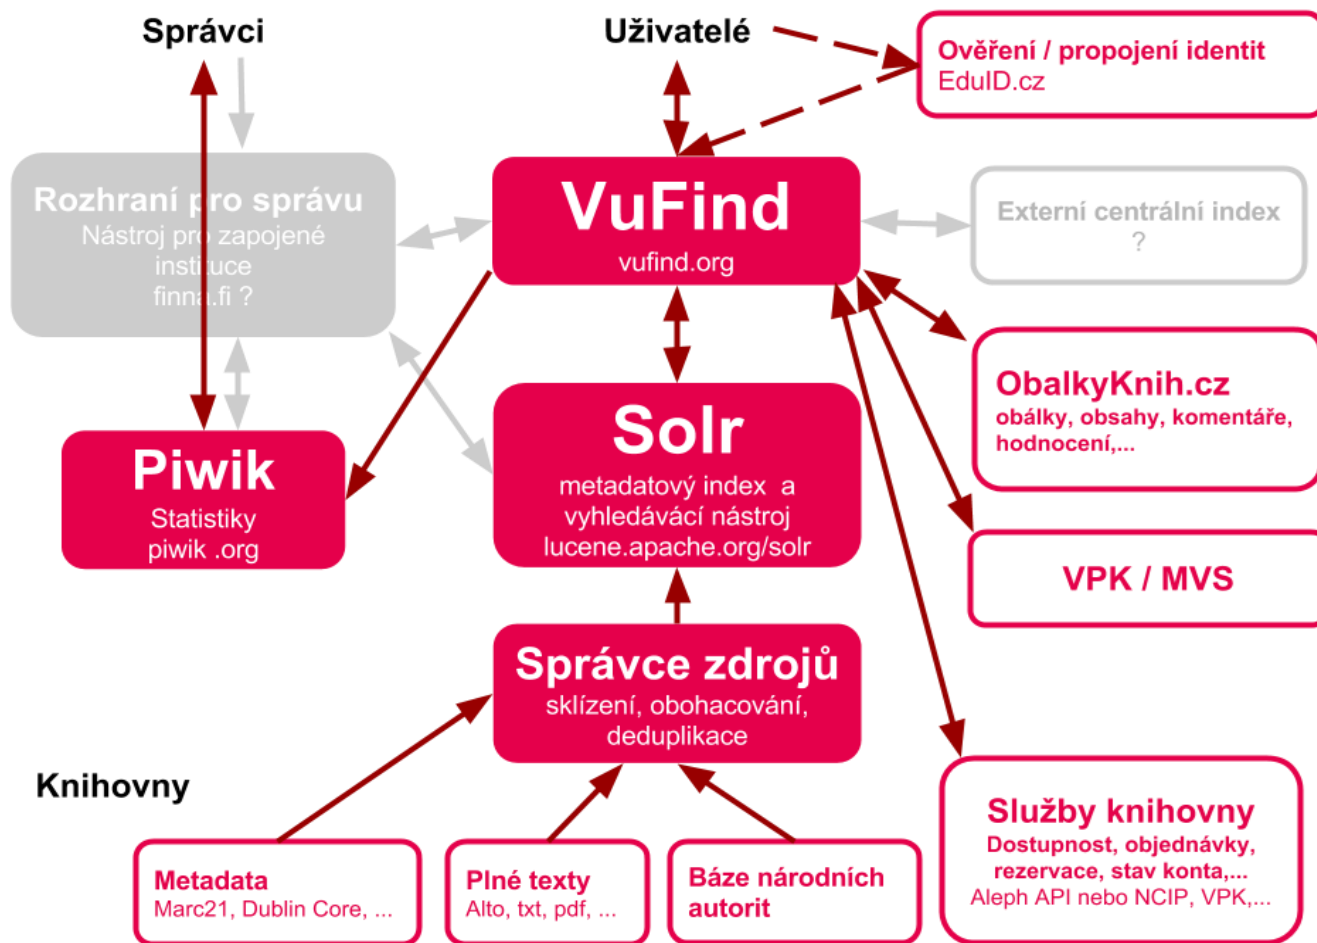 Správci
Uživatelé
Ověření / propojení identit
EduID.cz
Rozhraní pro správu
Nástroj pro zapojené
instituce
finna.fi ?
VuFind
vufind.org
Externí centrální index
?
ObalkyKnih.cz
obálky, obsahy, komentáře,
hodnocení,...
Piwik
Statistiky
piwik .org
Solr
metadatový index a
vyhledávácí nástroj
lucene.apache.org/solr
VPK / MVS
Správce zdrojů
sklízení, obohacování,
deduplikace
Knihovny
Služby knihovny
Dostupnost, objednávky,
rezervace, stav konta,...
Aleph API nebo NCIP, VPK,...
Metadata
Marc21, Dublin Core, ...
Plné texty
Alto, txt, pdf, ...
Báze národních
autorit